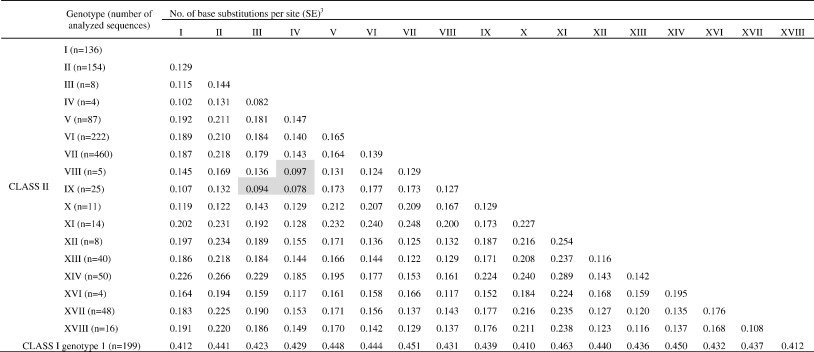 Genotype (number of analyzed sequences) No. of base substitutions per site (SE)3
I II III IV V VI VII VIII IX X XI XII XIII XIV XVI XVII XVIII
CLASS II
I (n=136)
II (n=154) 0.129
III (n=8) 0.115 0.144
IV (n=4) 0.102 0.131 0.082
V (n=87) 0.192 0.211 0.181 0.147
VI (n=222) 0.189 0.210 0.184 0.140 0.165
VII (n=460) 0.187 0.218 0.179 0.143 0.164 0.139
VIII (n=5) 0.145 0.169 0.136 0.097 0.131 0.124 0.129
IX (n=25) 0.107 0.132 0.094 0.078 0.173 0.177 0.173 0.127
X (n=11) 0.119 0.122 0.143 0.129 0.212 0.207 0.209 0.167 0.129
XI (n=14) 0.202 0.231 0.192 0.128 0.232 0.240 0.248 0.200 0.173 0.227
XII (n=8) 0.197 0.234 0.189 0.155 0.171 0.136 0.125 0.132 0.187 0.216 0.254
XIII (n=40) 0.186 0.218 0.184 0.144 0.166 0.144 0.122 0.129 0.171 0.208 0.237 0.116
XIV (n=50) 0.226 0.266 0.229 0.185 0.195 0.177 0.153 0.161 0.224 0.240 0.289 0.143 0.142
XVI (n=4) 0.164 0.194 0.159 0.117 0.161 0.158 0.166 0.117 0.152 0.184 0.224 0.168 0.159 0.195
XVII (n=48) 0.183 0.225 0.190 0.153 0.171 0.156 0.137 0.143 0.177 0.216 0.235 0.127 0.120 0.135 0.176
XVIII (n=16) 0.191 0.220 0.186 0.149 0.170 0.142 0.129 0.137 0.176 0.211 0.238 0.123 0.116 0.137 0.168 0.108
CLASS I genotype 1 (n=199) 0.412 0.441 0.423 0.429 0.448 0.444 0.451 0.431 0.439 0.410 0.463 0.440 0.436 0.450 0.432 0.437 0.412